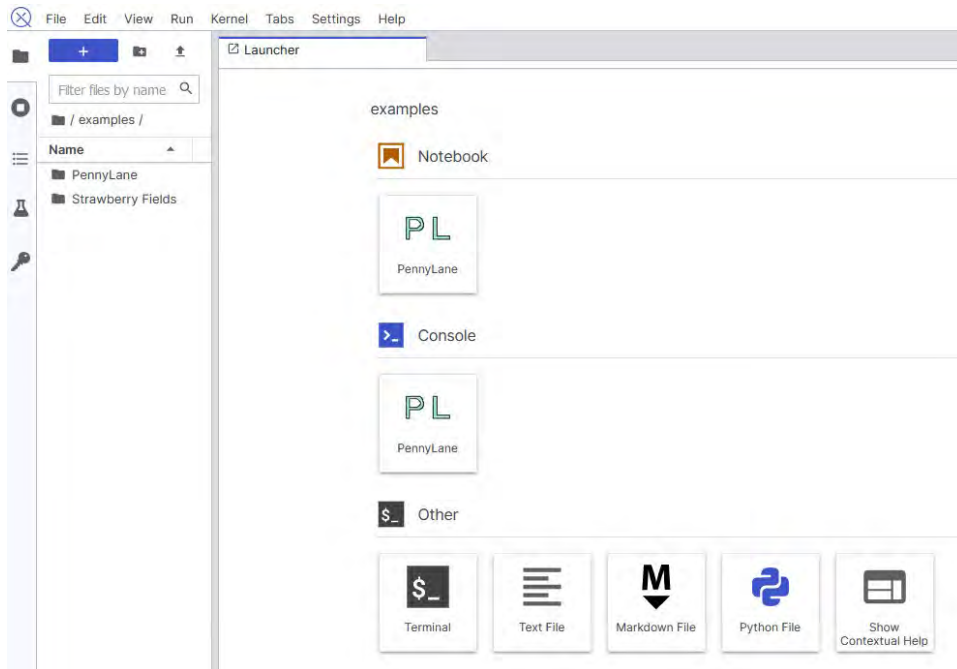 File Edit View Run Kernel Tabs Settings Help
+
Launcher
Filter files by name
/ examples /
Name
PennyLane
Strawberry Fields
examples
Notebook
PL
PennyLane
>_ Console
PL
PennyLane
$_ Other
$_
Terminal
Text File
M
Markdown File
Python File
Show
Contextual Help